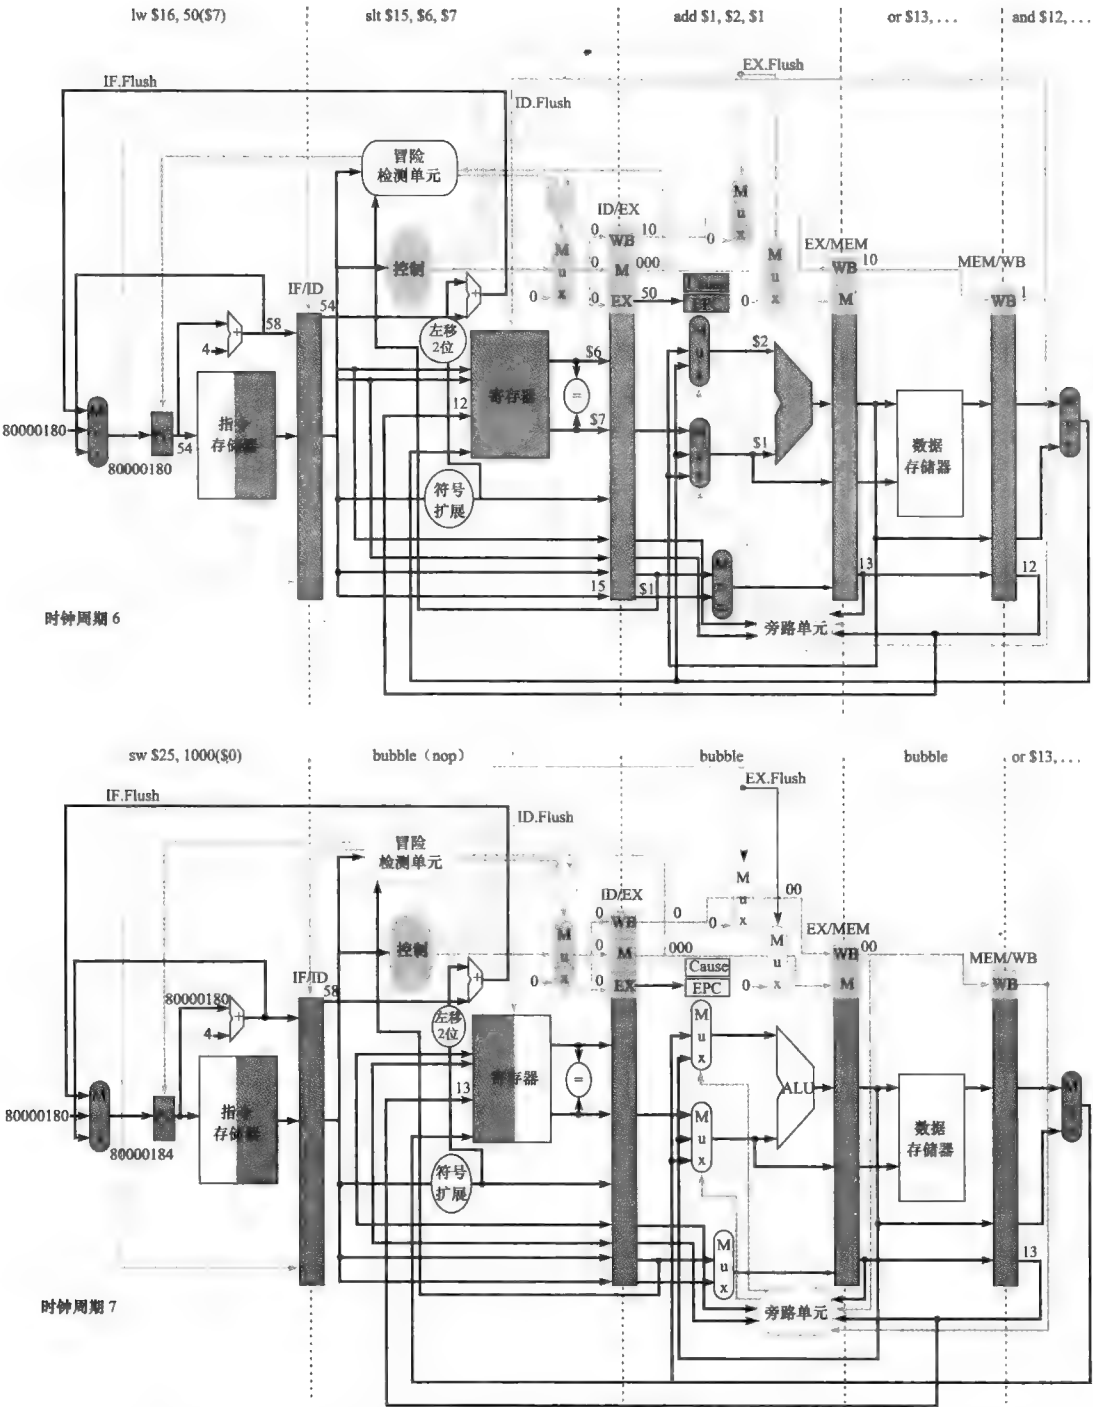 lw $16, 50($7)
slt $15, $6, $7
add $1, $2, $1
or $13, . . .
and $12, . . .
EX.Flush
IF.Flush
ID.Flush
冒险
检测单元
M
u
x
ID/EX
0
WB
10
0
M
u
x
控制
0
M
000
M
u
x
EX/MEM
WB
10
MEM/WB
IF/ID
54
0
0
EX
50
0
M
WB
1
58
4
左移
2位
$6
$2
寄存器
=
12
$7
$1
M
80000180
54
80000180
指令
存储器
数据
存储器
符号
扩展
15
$1
13
12
旁路单元
时钟周期 6
sw $25, 1000($0)
bubble（nop）
bubble
bubble
or $13, . . .
EX.Flush
IF.Flush
ID.Flush
冒险
检测单元
M
u
x
00
ID/EX
0
WB
0
0
控制
M
u
x
0
M
000
M
u
x
EX/MEM
WB
00
MEM/WB
IF/ID
58
0
0
EX
Cause
EPC
0
M
WB
80000180
4
左移
2位
M
u
x
寄存器
=
ALU
13
M
u
x
M
80000180
80000184
指令
存储器
数据
存储器
M
符号
扩展
M
u
x
13
旁路单元
时钟周期 7